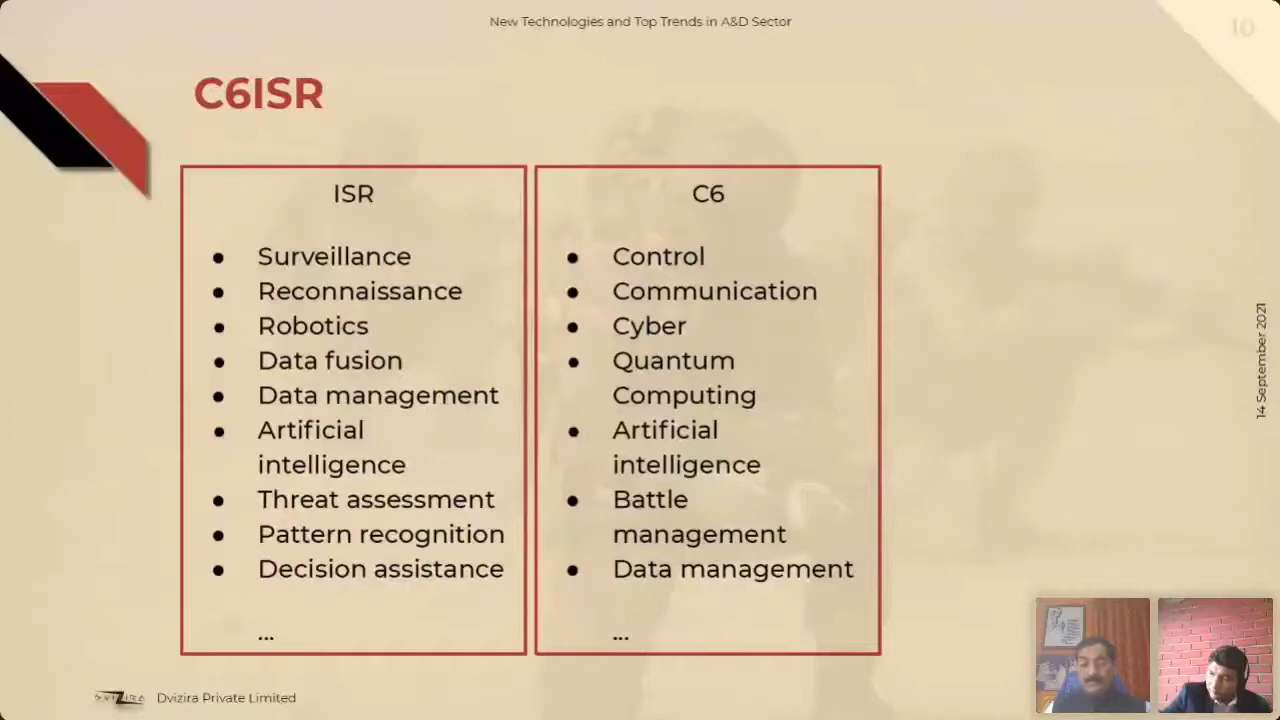 New Technologies and Top Trends in A&D Sector
10
C6ISR
ISR
● Surveillance
● Reconnaissance
● Robotics
● Data fusion
● Data management
● Artificial
intelligence
● Threat assessment
● Pattern recognition
● Decision assistance
...
C6
● Control
● Communication
● Cyber
● Quantum
Computing
● Artificial
intelligence
● Battle
management
● Data management
...
14 September 2021
DVIZIRA
Dvizira Private Limited